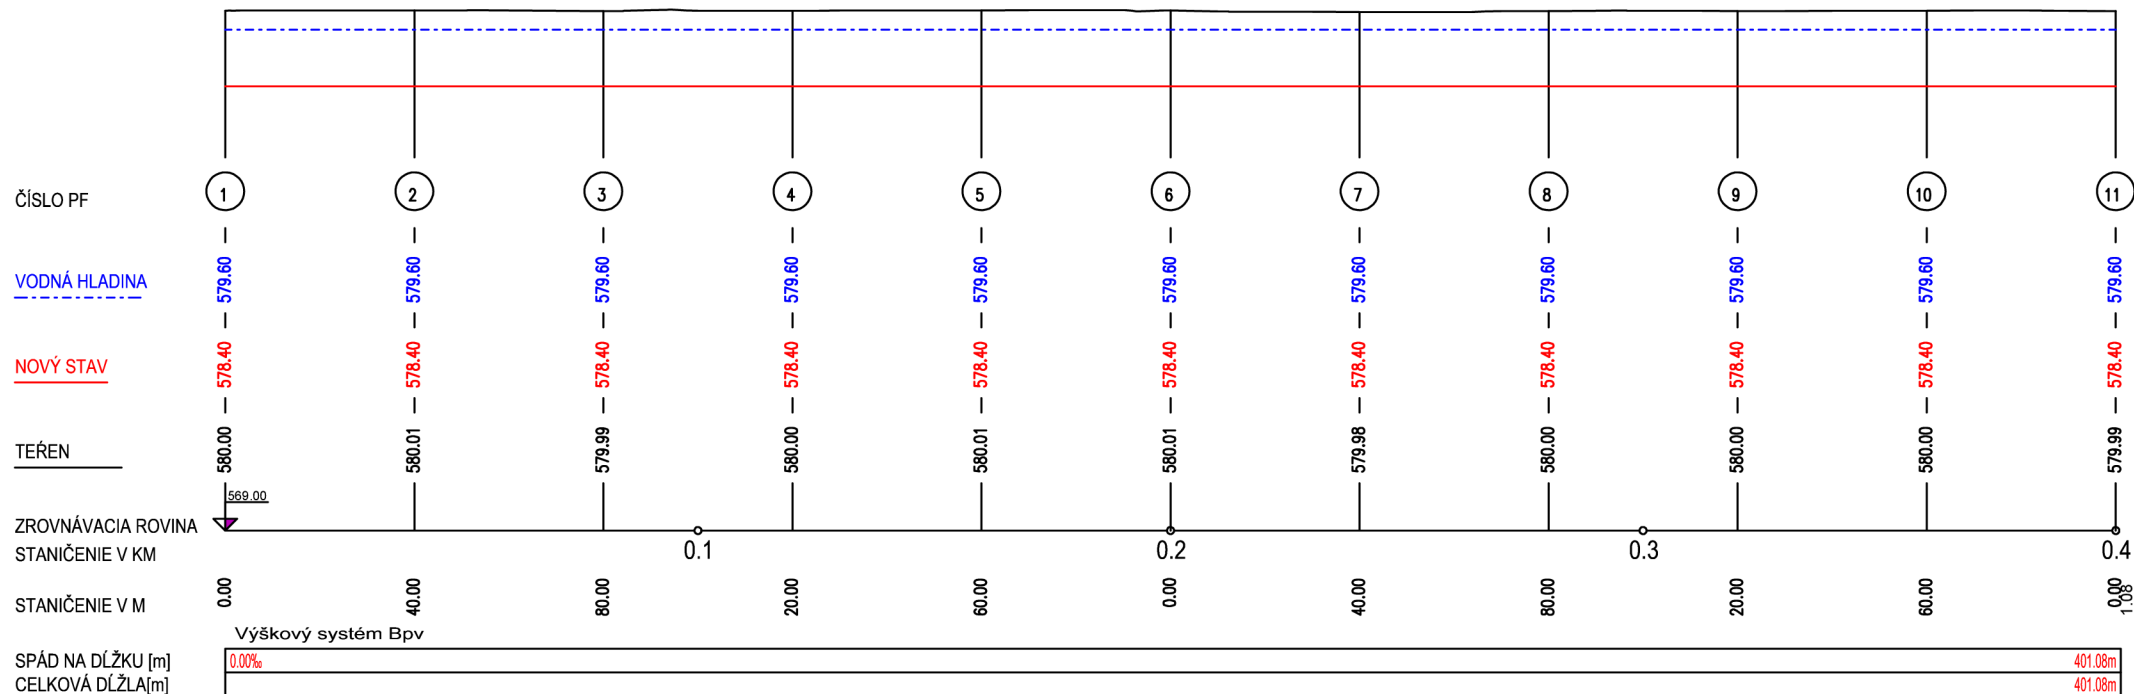 ČÍSLO PF 1 2 3 4 5 6 7 8 9 10 11
VODNÁ HLADINA 579.60 579.60 579.60 579.60 579.60 579.60 579.60 579.60 579.60 579.60 579.60
NOVÝ STAV 578.40 578.40 578.40 578.40 578.40 578.40 578.40 578.40 578.40 578.40 578.40
TEŔEN 580.00 580.01 579.99 580.00 580.01 580.01 579.98 580.00 580.00 580.00 579.99
569.00
ZROVNÁVACIA ROVINA
STANIČENIE V KM 0.1 0.2 0.3 0.4
STANIČENIE V M 0.00 40.00 80.00 20.00 60.00 0.00 40.00 80.00 20.00 60.00 0.00 1.08
Výškový systém Bpv
SPÁD NA DĹŽKU [m] 0.00‰ 401.08m
CELKOVÁ DĹŽLA[m] 401.08m